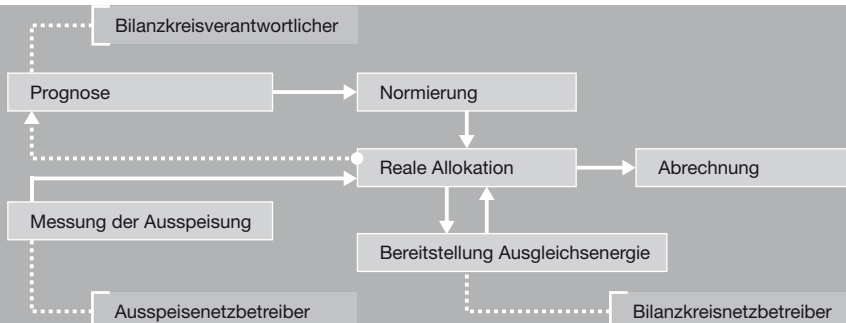 Bilanzkreisverantwortlicher
Prognose
Normierung
Reale Allokation
Abrechnung
Messung der Ausspeisung
Bereitstellung Ausgleichsenergie
Ausspeisenetzbetreiber
Bilanzkreisnetzbetreiber